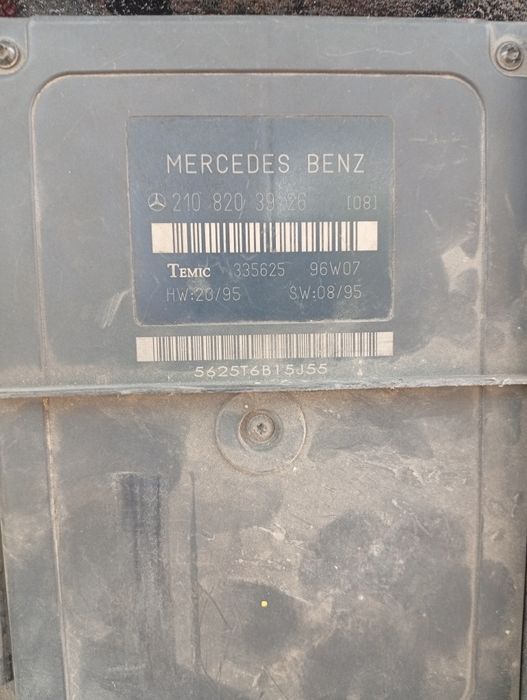 MERCEDES BENZ
210 820 39 26 [08]
TEMIC 335625 96W07
HW:20/95 SW:08/95
5625T6B15J55